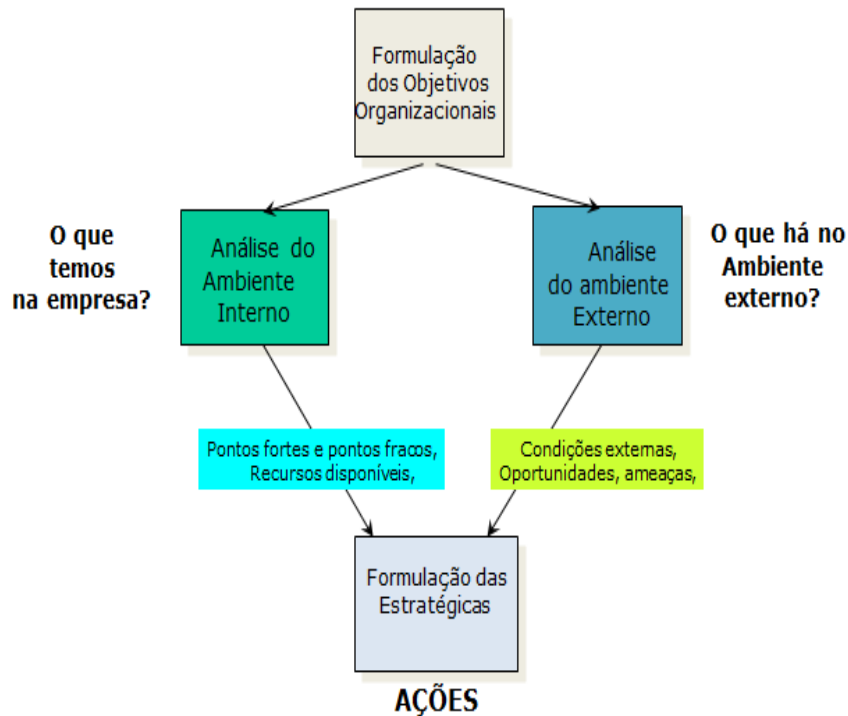 Formulação
dos Objetivos
Organizacionais
O que
temos
na empresa?
Análise do
Ambiente
Interno
Análise
do ambiente
Externo
O que há no
Ambiente
externo?
Pontos fortes e pontos fracos,
Recursos disponíveis,
Condições externas,
Oportunidades, ameaças,
Formulação das
Estratégicas
AÇÕES